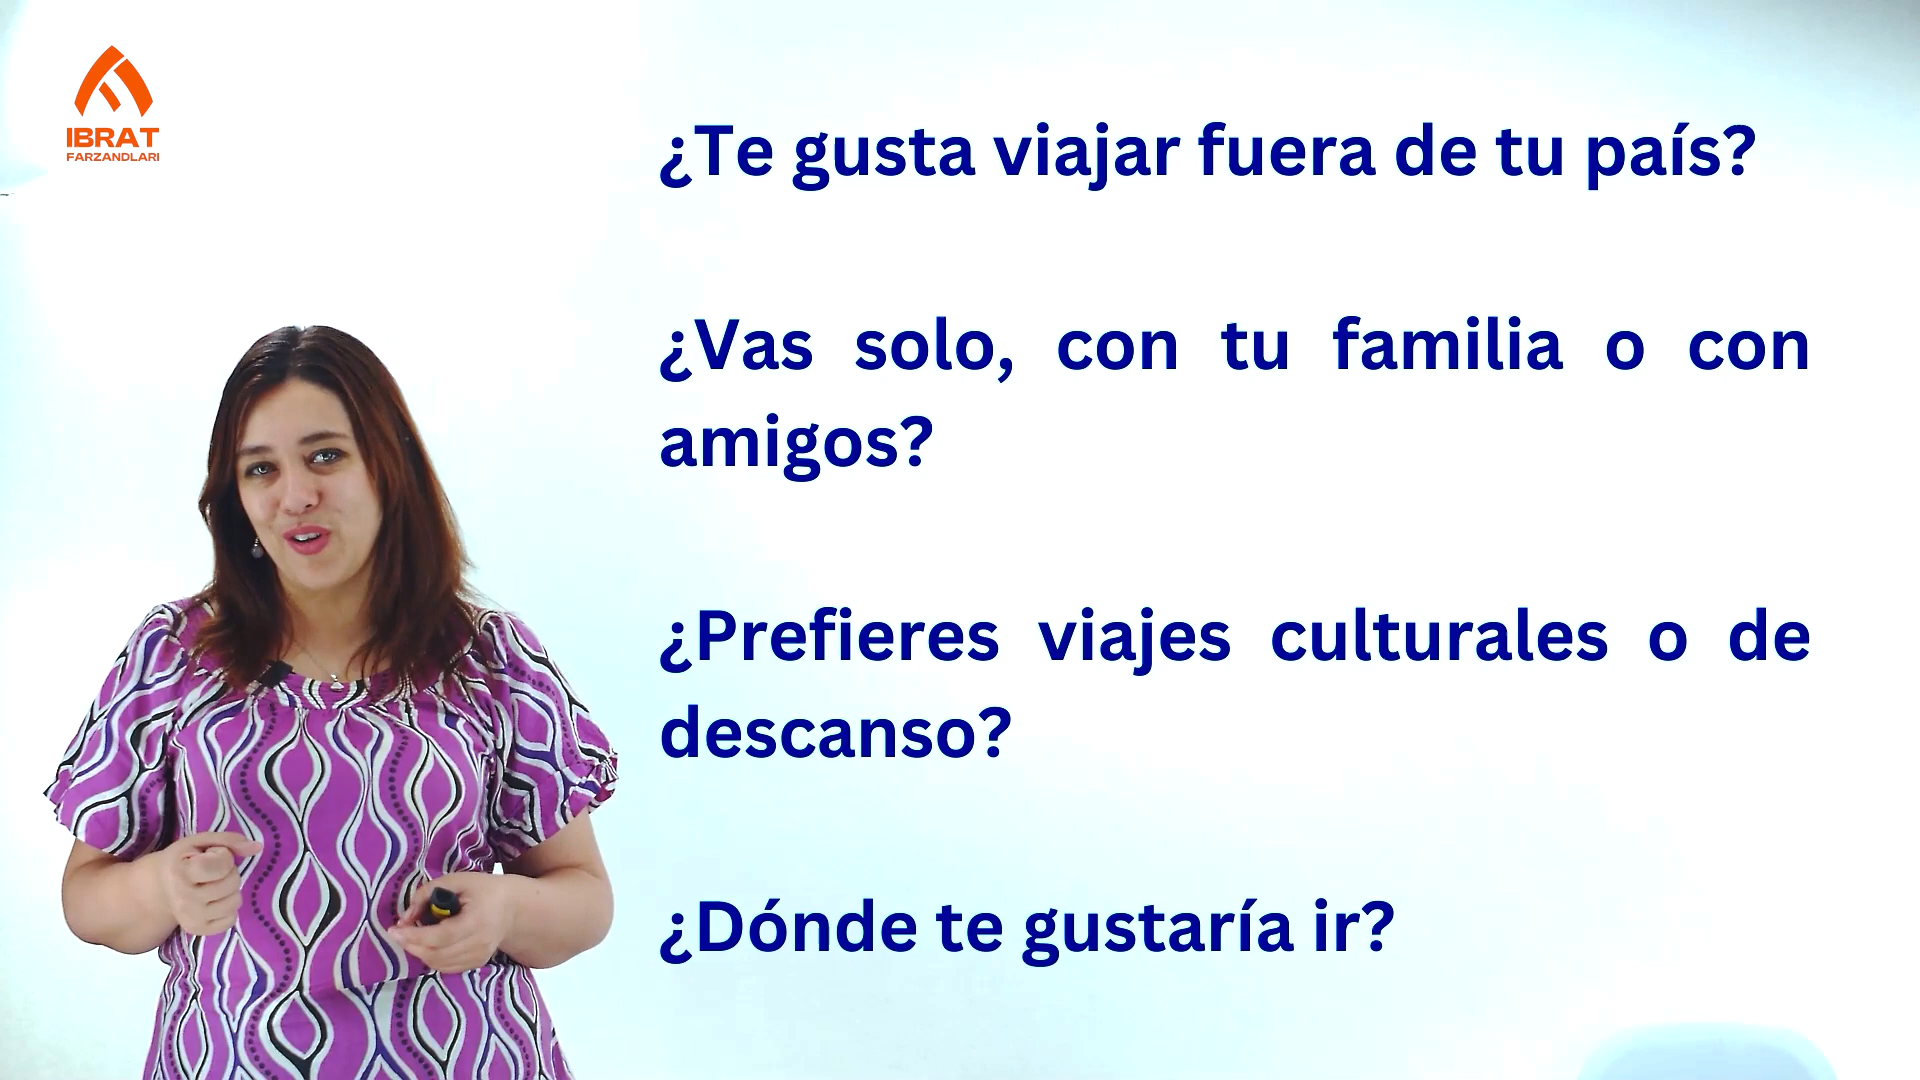 IBRAT
FARZANDLARI
¿Te gusta viajar fuera de tu país?
¿Vas solo, con tu familia o con
amigos?
¿Prefieres viajes culturales o de
descanso?
¿Dónde te gustaría ir?